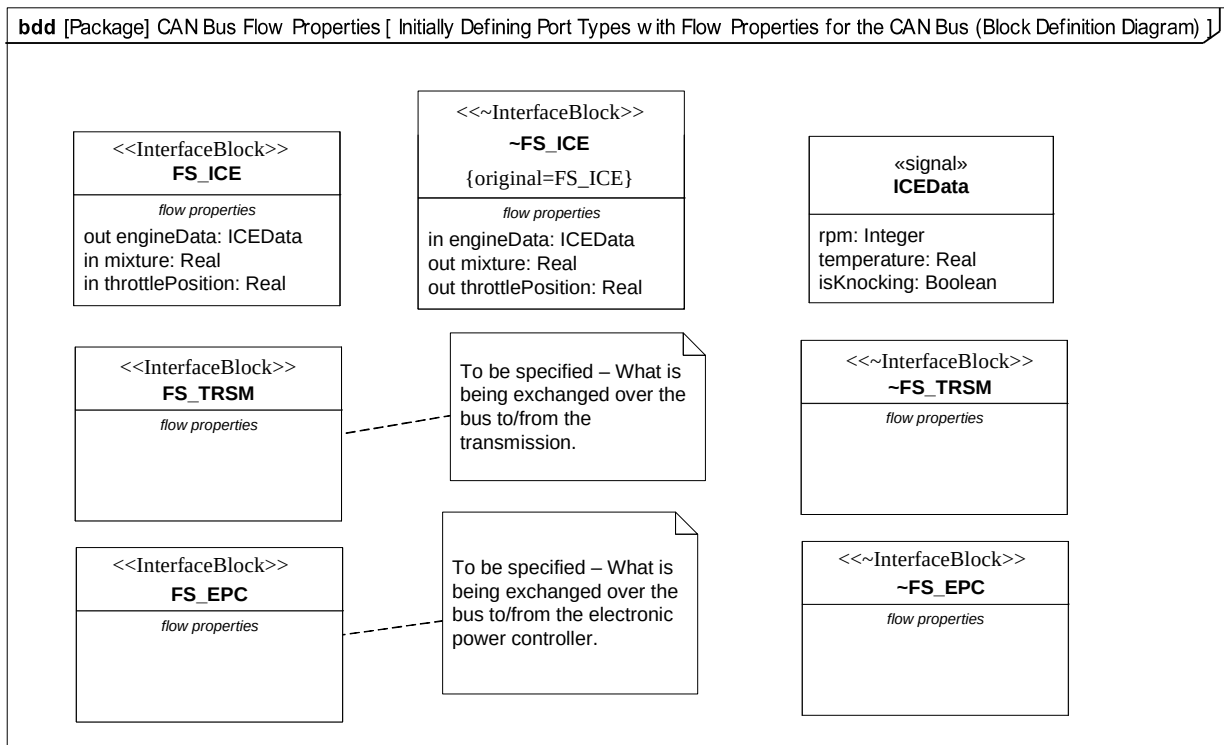 bdd [Package] CAN Bus Flow Properties [ Initially Defining Port Types with Flow Properties for the CAN Bus (Block Definition Diagram) ]
<<InterfaceBlock>>
FS_ICE
flow properties
out engineData: ICEData
in mixture: Real
in throttlePosition: Real
<<~InterfaceBlock>>
~FS_ICE
{original=FS_ICE}
flow properties
in engineData: ICEData
out mixture: Real
out throttlePosition: Real
«signal»
ICEData
rpm: Integer
temperature: Real
isKnocking: Boolean
<<InterfaceBlock>>
FS_TRSM
flow properties
To be specified – What is
being exchanged over the
bus to/from the
transmission.
<<~InterfaceBlock>>
~FS_TRSM
flow properties
<<InterfaceBlock>>
FS_EPC
flow properties
To be specified – What is
being exchanged over the
bus to/from the electronic
power controller.
<<~InterfaceBlock>>
~FS_EPC
flow properties